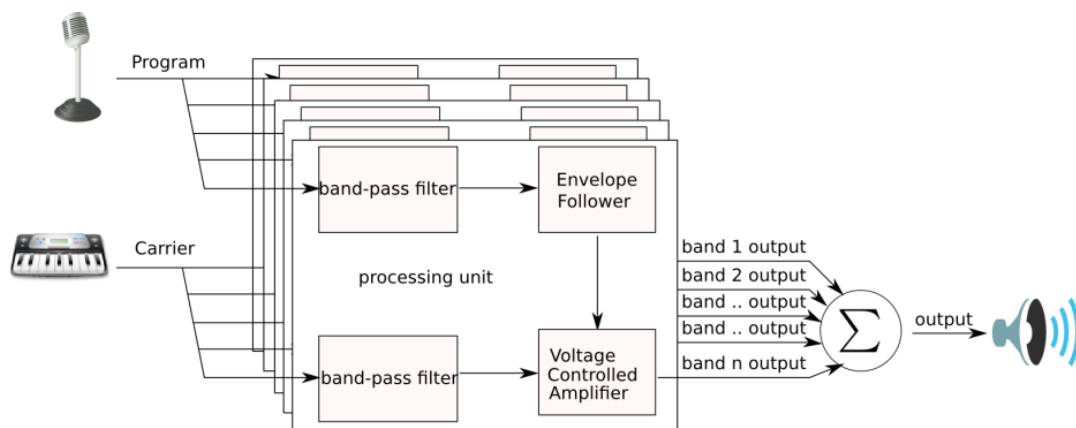 Program
band-pass filter
Envelope
Follower
Carrier
processing unit
band 1 output
band 2 output
band .. output
band .. output
band n output
Σ
output
band-pass filter
Voltage
Controlled
Amplifier